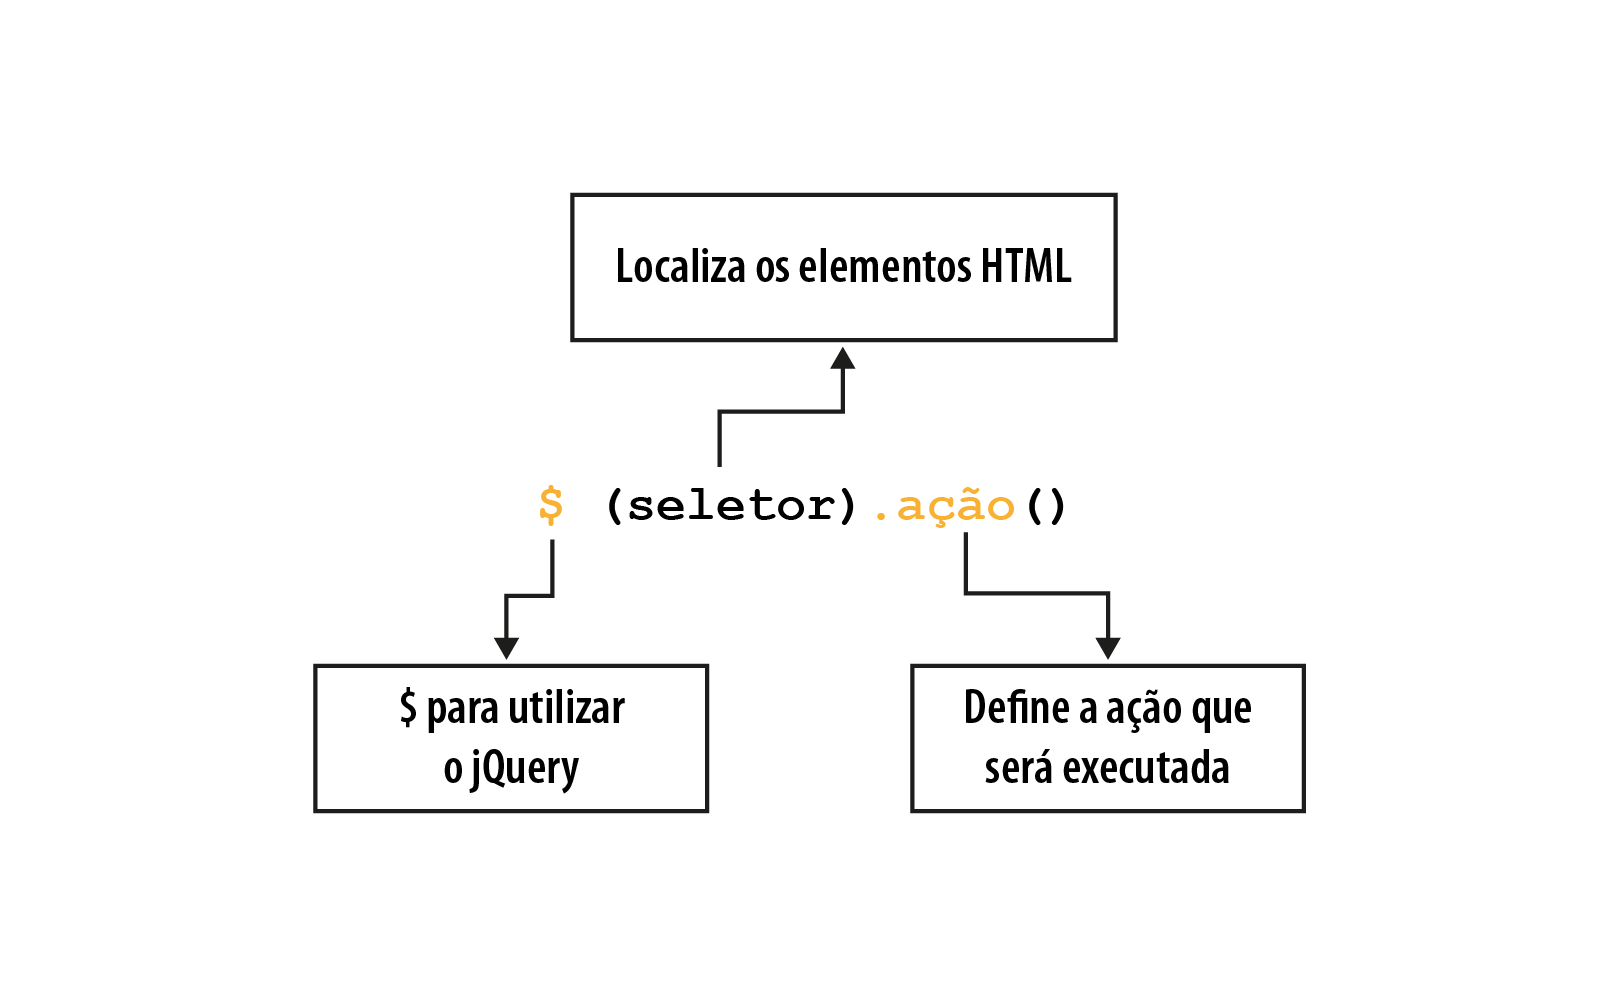 Localiza os elementos HTML
$ (seletor).ação()
$ para utilizar
o jQuery
Define a ação que
será executada